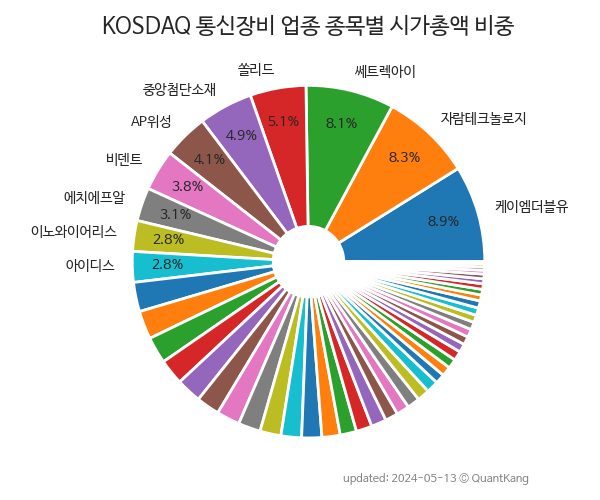 KOSDAQ 통신장비 업종 종목별 시가총액 비중
케이엠더블유
8.9%
자람테크놀로지
8.3%
쎄트렉아이
8.1%
쏠리드
5.1%
중앙첨단소재
4.9%
AP위성
4.1%
비덴트
3.8%
에치에프알
3.1%
이노와이어리스
2.8%
아이디스
2.8%
updated: 2024-05-13 © QuantKang